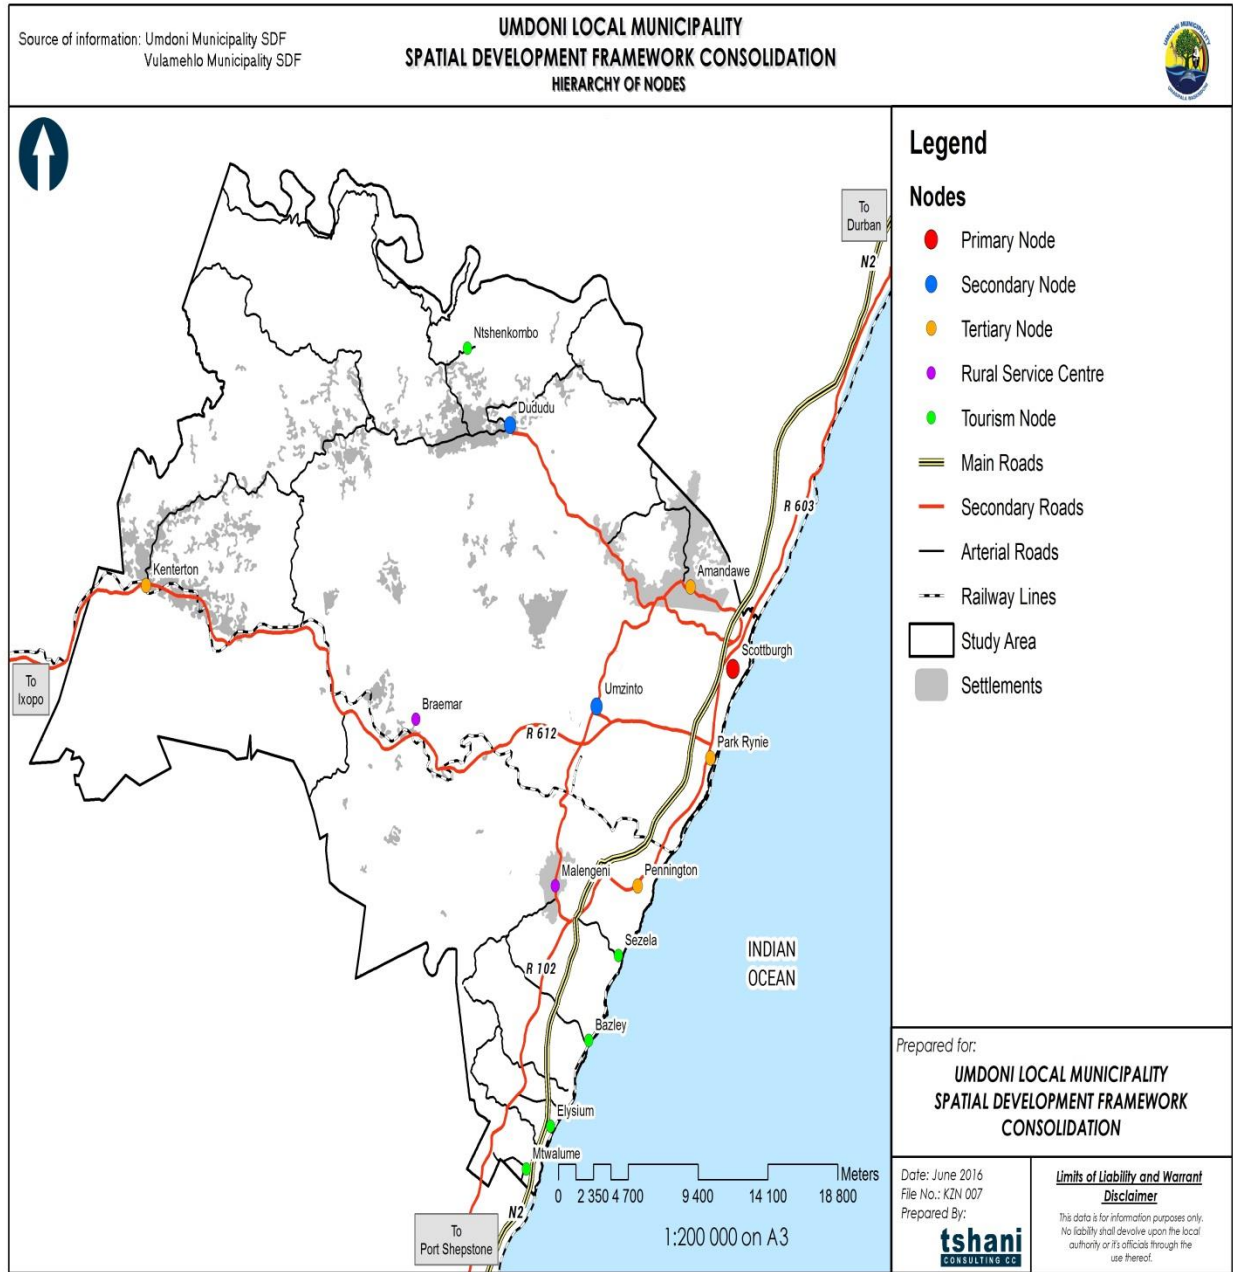 Source of information: Umdoni Municipality SDF
Vulamehlo Municipality SDF
UMDONI LOCAL MUNICIPALITY
SPATIAL DEVELOPMENT FRAMEWORK CONSOLIDATION
HIERARCHY OF NODES
UMDONI MUNICIPALITY
To
Durban
N2
Ntshenkombo
Dududu
R 603
Kenterton
Amandawe
To
Ixopo
Scottburgh
Braemar
Umzinto
R 612
Park Rynie
Malengeni
Pennington
Sezela
R 102
INDIAN
OCEAN
Bazley
Elysium
Mtwalume
N2
To
Port Shepstone
Meters
0 2 350 4 700 9 400 14 100 18 800
1:200 000 on A3
Legend
Nodes
Primary Node
Secondary Node
Tertiary Node
Rural Service Centre
Tourism Node
Main Roads
Secondary Roads
Arterial Roads
Railway Lines
Study Area
Settlements
Prepared for:
UMDONI LOCAL MUNICIPALITY
SPATIAL DEVELOPMENT FRAMEWORK
CONSOLIDATION
Date: June 2016
File No.: KZN 007
Prepared By:
tshani
CONSULTING CC
Limits of Liability and Warrant
Disclaimer
This data is for information purposes only.
No liability shall devolve upon the local
authority or it's officials through the
use thereof.